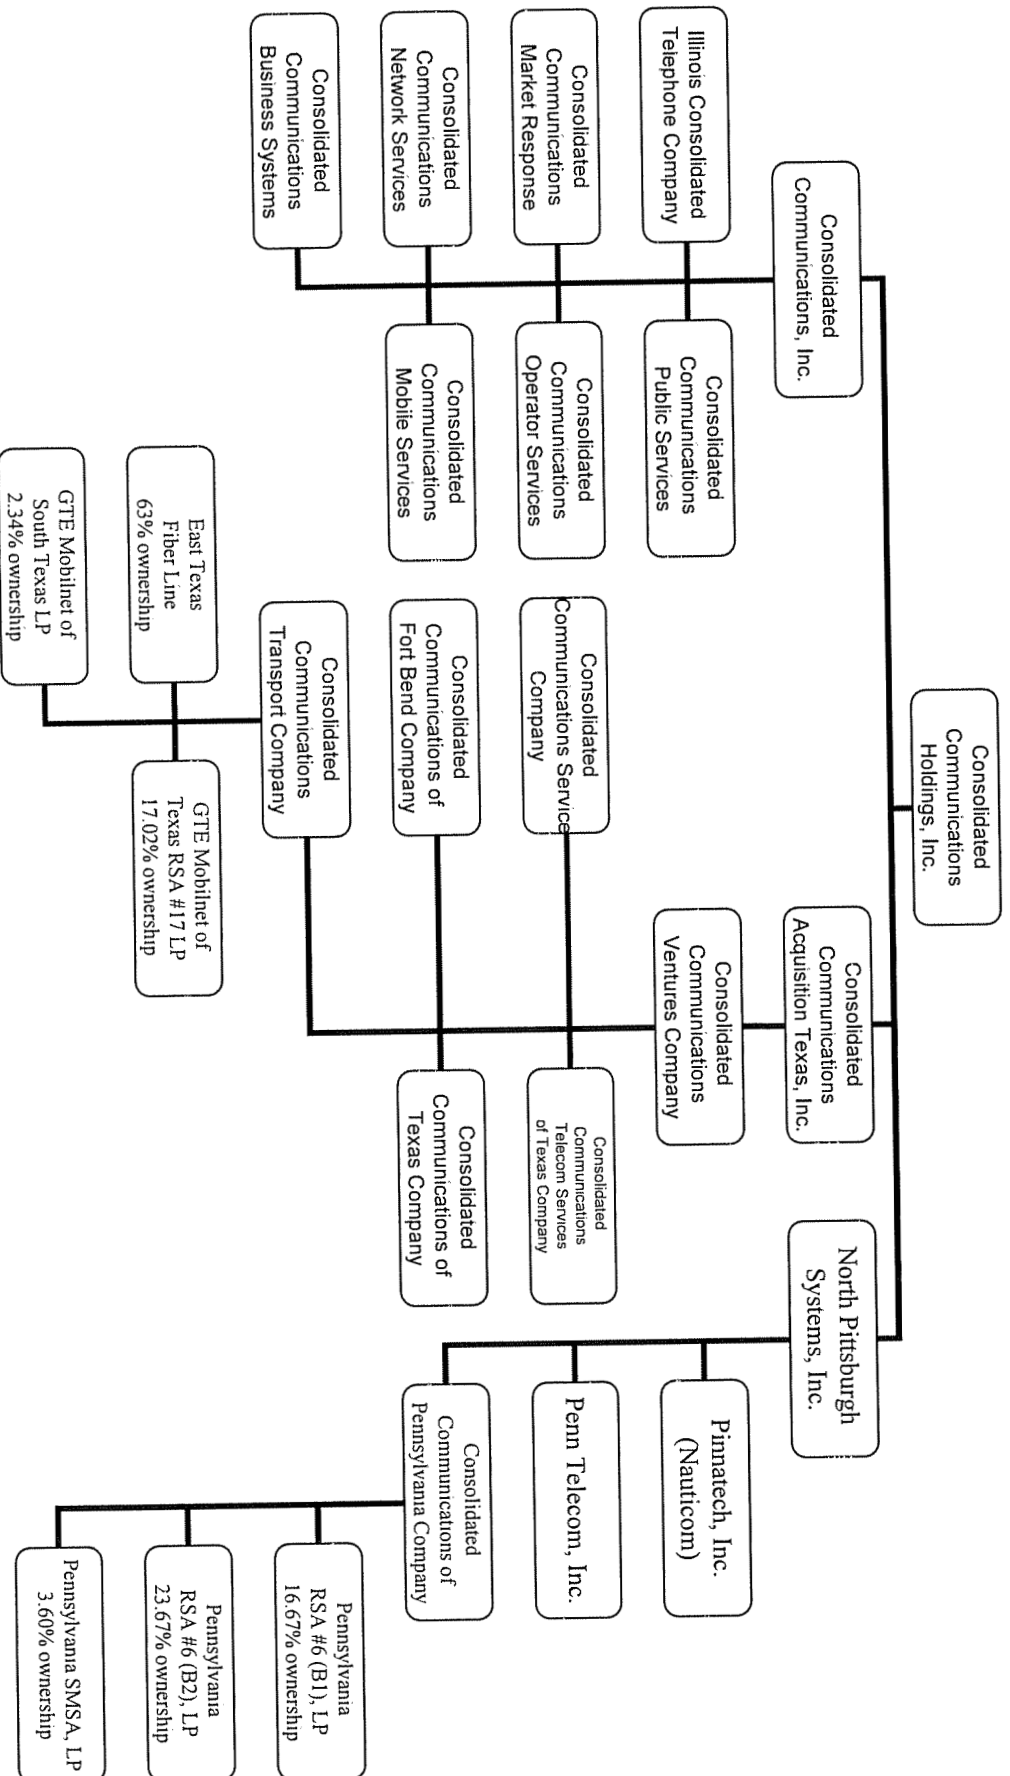 Consolidated
Communications
Holdings, Inc.
Consolidated
Communications, Inc.
Consolidated
Communications
Acquisition Texas, Inc.
North Pittsburgh
Systems, Inc.
Illinois Consolidated
Telephone Company
Consolidated
Communications
Public Services
Consolidated
Communications
Ventures Company
Pinnatech, Inc.
(Nauticom)
Consolidated
Communications
Market Response
Consolidated
Communications
Operator Services
Consolidated
Communications Service
Company
Consolidated
Communications
Telecom Services
of Texas Company
Penn Telecom, Inc.
Consolidated
Communications
Network Services
Consolidated
Communications
Mobile Services
Consolidated
Communications of
Fort Bend Company
Consolidated
Communications of
Texas Company
Consolidated
Communications of
Pennsylvania Company
Consolidated
Communications
Business Systems
Consolidated
Communications
Transport Company
Pennsylvania
RSA #6 (B1), LP
16.67% ownership
East Texas
Fiber Line
63% ownership
GTE Mobilnet of
Texas RSA #17 LP
17.02% ownership
Pennsylvania
RSA #6 (B2), LP
23.67% ownership
GTE Mobilnet of
South Texas LP
2.34% ownership
Pennsylvania SMSA, LP
3.60% ownership